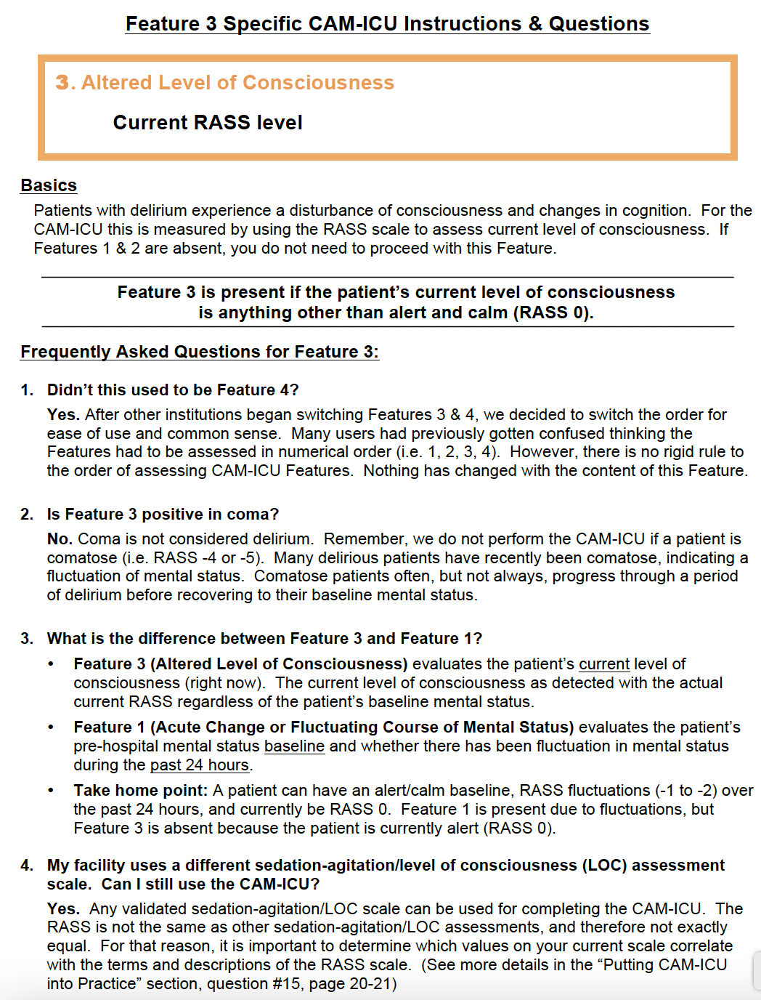 Feature 3 Specific CAM-ICU Instructions & Questions
3. Altered Level of Consciousness
Current RASS level
Basics
Patients with delirium experience a disturbance of consciousness and changes in cognition.  For the
CAM-ICU this is measured by using the RASS scale to assess current level of consciousness.  If
Features 1 & 2 are absent, you do not need to proceed with this Feature.
Feature 3 is present if the patient’s current level of consciousness
is anything other than alert and calm (RASS 0).
Frequently Asked Questions for Feature 3:
1.  Didn’t this used to be Feature 4?
Yes. After other institutions began switching Features 3 & 4, we decided to switch the order for
ease of use and common sense.  Many users had previously gotten confused thinking the
Features had to be assessed in numerical order (i.e. 1, 2, 3, 4).  However, there is no rigid rule to
the order of assessing CAM-ICU Features.  Nothing has changed with the content of this Feature.
2.  Is Feature 3 positive in coma?
No. Coma is not considered delirium.  Remember, we do not perform the CAM-ICU if a patient is
comatose (i.e. RASS -4 or -5).  Many delirious patients have recently been comatose, indicating a
fluctuation of mental status.  Comatose patients often, but not always, progress through a period
of delirium before recovering to their baseline mental status.
3.  What is the difference between Feature 3 and Feature 1?
• Feature 3 (Altered Level of Consciousness) evaluates the patient’s current level of
consciousness (right now).  The current level of consciousness as detected with the actual
current RASS regardless of the patient’s baseline mental status.
• Feature 1 (Acute Change or Fluctuating Course of Mental Status) evaluates the patient’s
pre-hospital mental status baseline and whether there has been fluctuation in mental status
during the past 24 hours.
• Take home point: A patient can have an alert/calm baseline, RASS fluctuations (-1 to -2) over
the past 24 hours, and currently be RASS 0.  Feature 1 is present due to fluctuations, but
Feature 3 is absent because the patient is currently alert (RASS 0).
4.  My facility uses a different sedation-agitation/level of consciousness (LOC) assessment
scale.  Can I still use the CAM-ICU?
Yes.  Any validated sedation-agitation/LOC scale can be used for completing the CAM-ICU.  The
RASS is not the same as other sedation-agitation/LOC assessments, and therefore not exactly
equal.  For that reason, it is important to determine which values on your current scale correlate
with the terms and descriptions of the RASS scale.  (See more details in the “Putting CAM-ICU
into Practice” section, question #15, page 20-21)